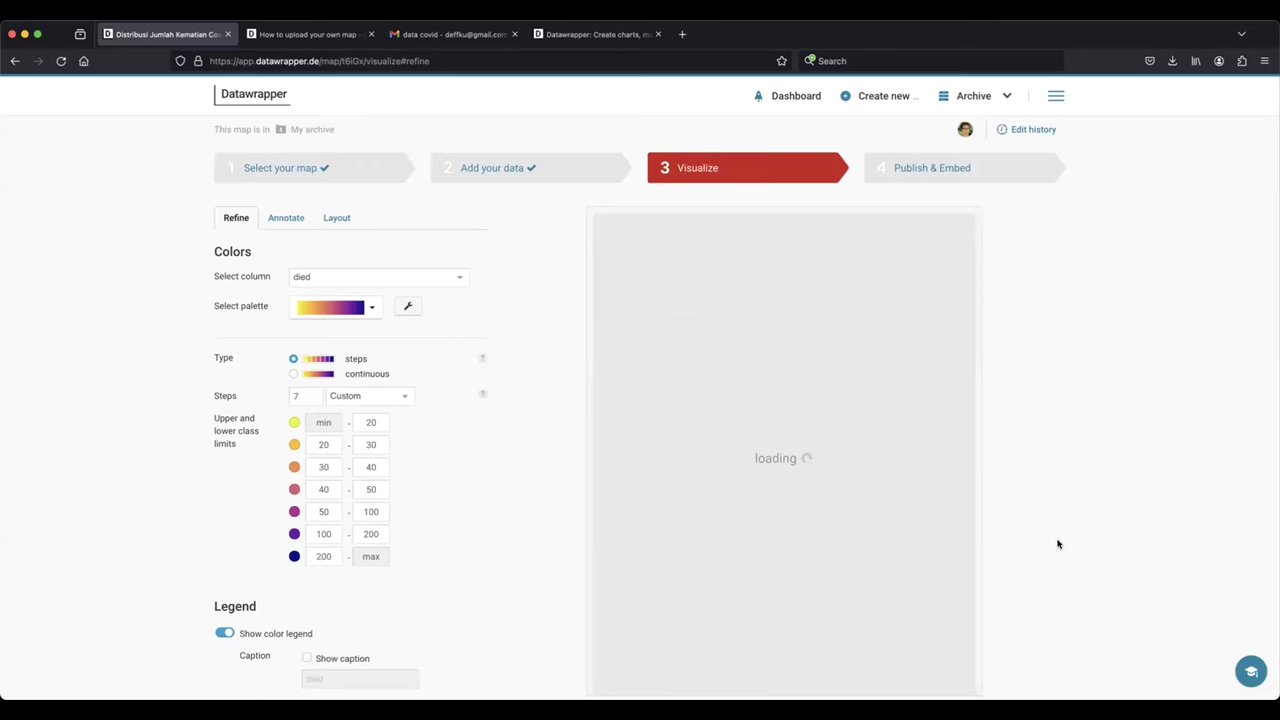 Distribusi Jumlah Kematian Co
How to upload your own map -
data covid - deffku@gmail.com
Datawrapper: Create charts, m
https://app.datawrapper.de/map/t6iGx/visualize#refine
Search
Datawrapper
Dashboard
Create new ...
Archive
This map is in My archive
Edit history
1 Select your map
2 Add your data
3 Visualize
4 Publish & Embed
Refine
Annotate
Layout
Colors
Select column died
Select palette
Type steps ?
continuous
Steps 7 Custom ?
Upper and
lower class
limits
min - 20
20 - 30
30 - 40
40 - 50
50 - 100
100 - 200
200 - max
loading
Legend
Show color legend
Caption Show caption
died